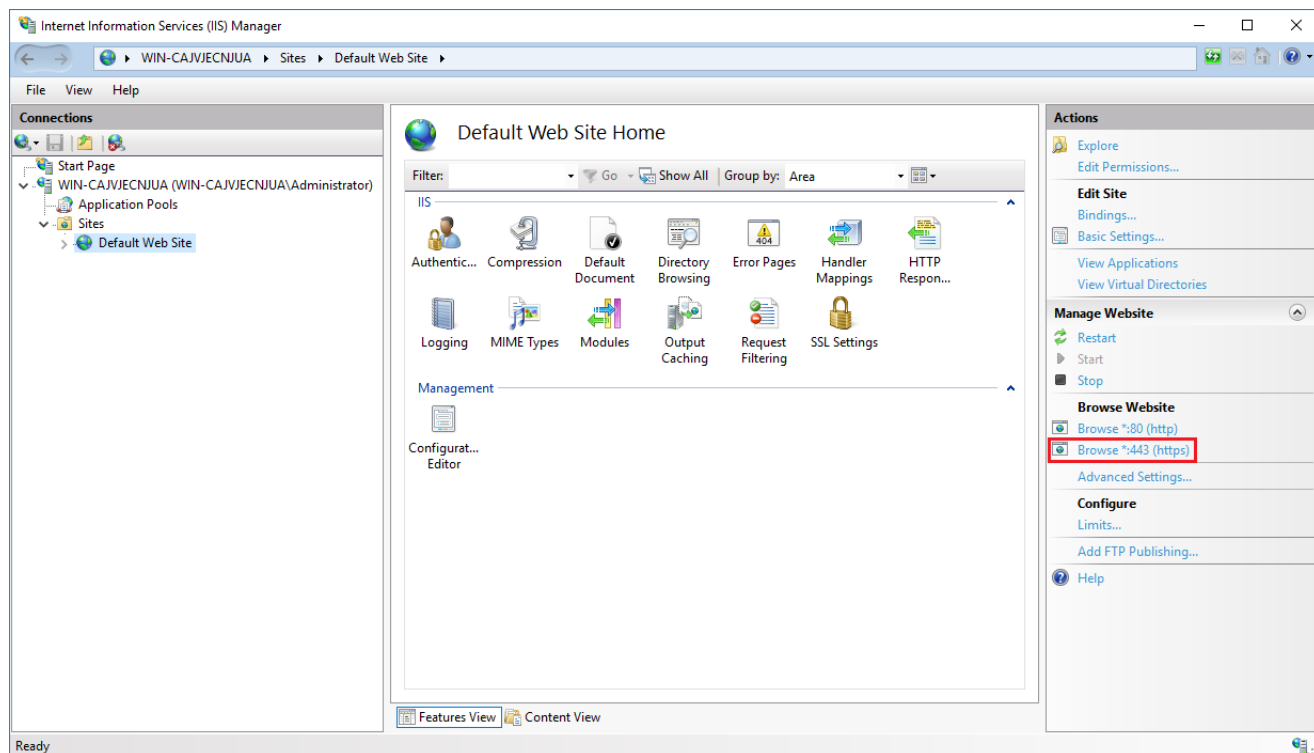 Internet Information Services (IIS) Manager
WIN-CAJVJECNJUA Sites Default Web Site
File View Help
Connections
Start Page
WIN-CAJVJECNJUA (WIN-CAJVJECNJUA\Administrator)
Application Pools
Sites
Default Web Site
Default Web Site Home
Filter: Go Show All Group by: Area
IIS
Authentic... Compression Default Document Directory Browsing Error Pages Handler Mappings HTTP Respon...
404
Logging MIME Types Modules Output Caching Request Filtering SSL Settings
Management
Configurat...
Editor
Features View Content View
Actions
Explore
Edit Permissions...
Edit Site
Bindings...
Basic Settings...
View Applications
View Virtual Directories
Manage Website
Restart
Start
Stop
Browse Website
Browse *:80 (http)
Browse *:443 (https)
Advanced Settings...
Configure
Limits...
Add FTP Publishing...
Help
Ready